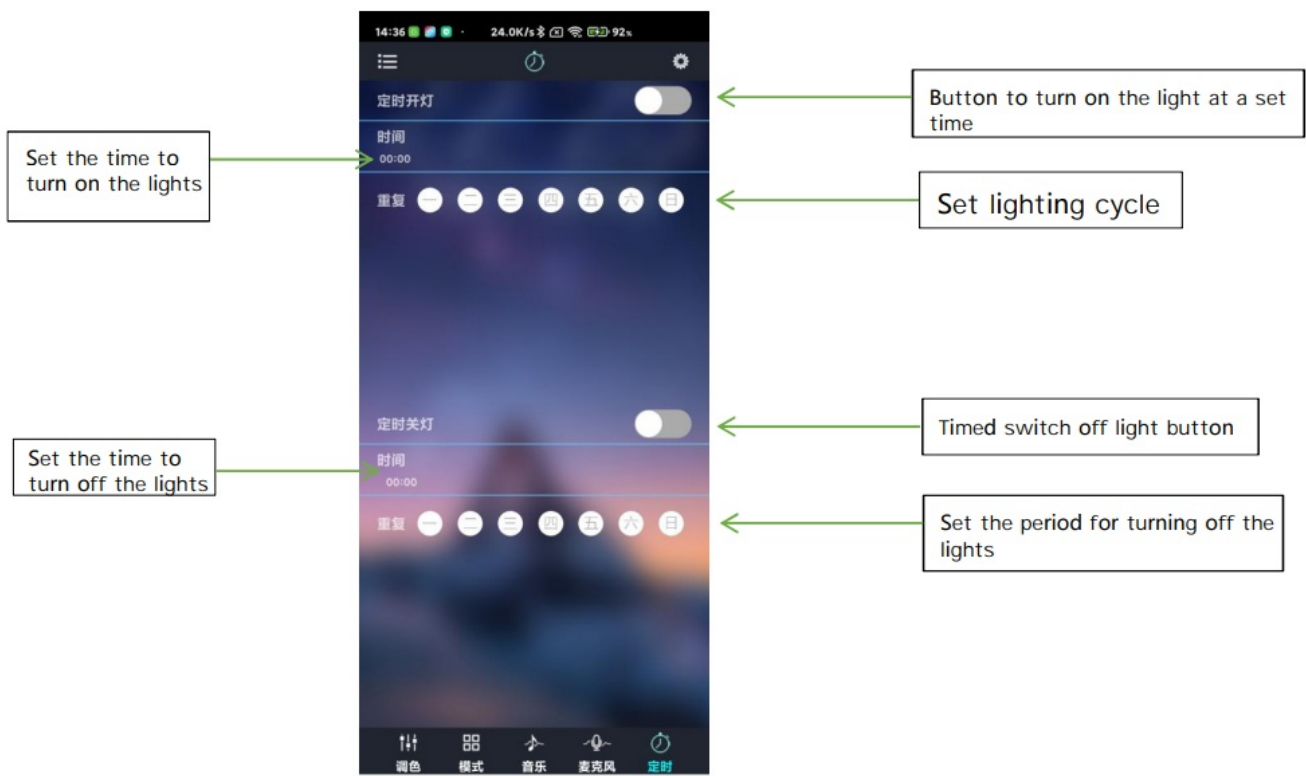 14:36 24.0K/s 92%
定时开灯
Button to turn on the light at a set
time
时间
00:00
Set the time to
turn on the lights
重复 一 二 三 四 五 六 日
Set lighting cycle
定时关灯
Timed switch off light button
时间
00:00
Set the time to
turn off the lights
重复 一 二 三 四 五 六 日
Set the period for turning off the
lights
调色 模式 音乐 麦克风 定时